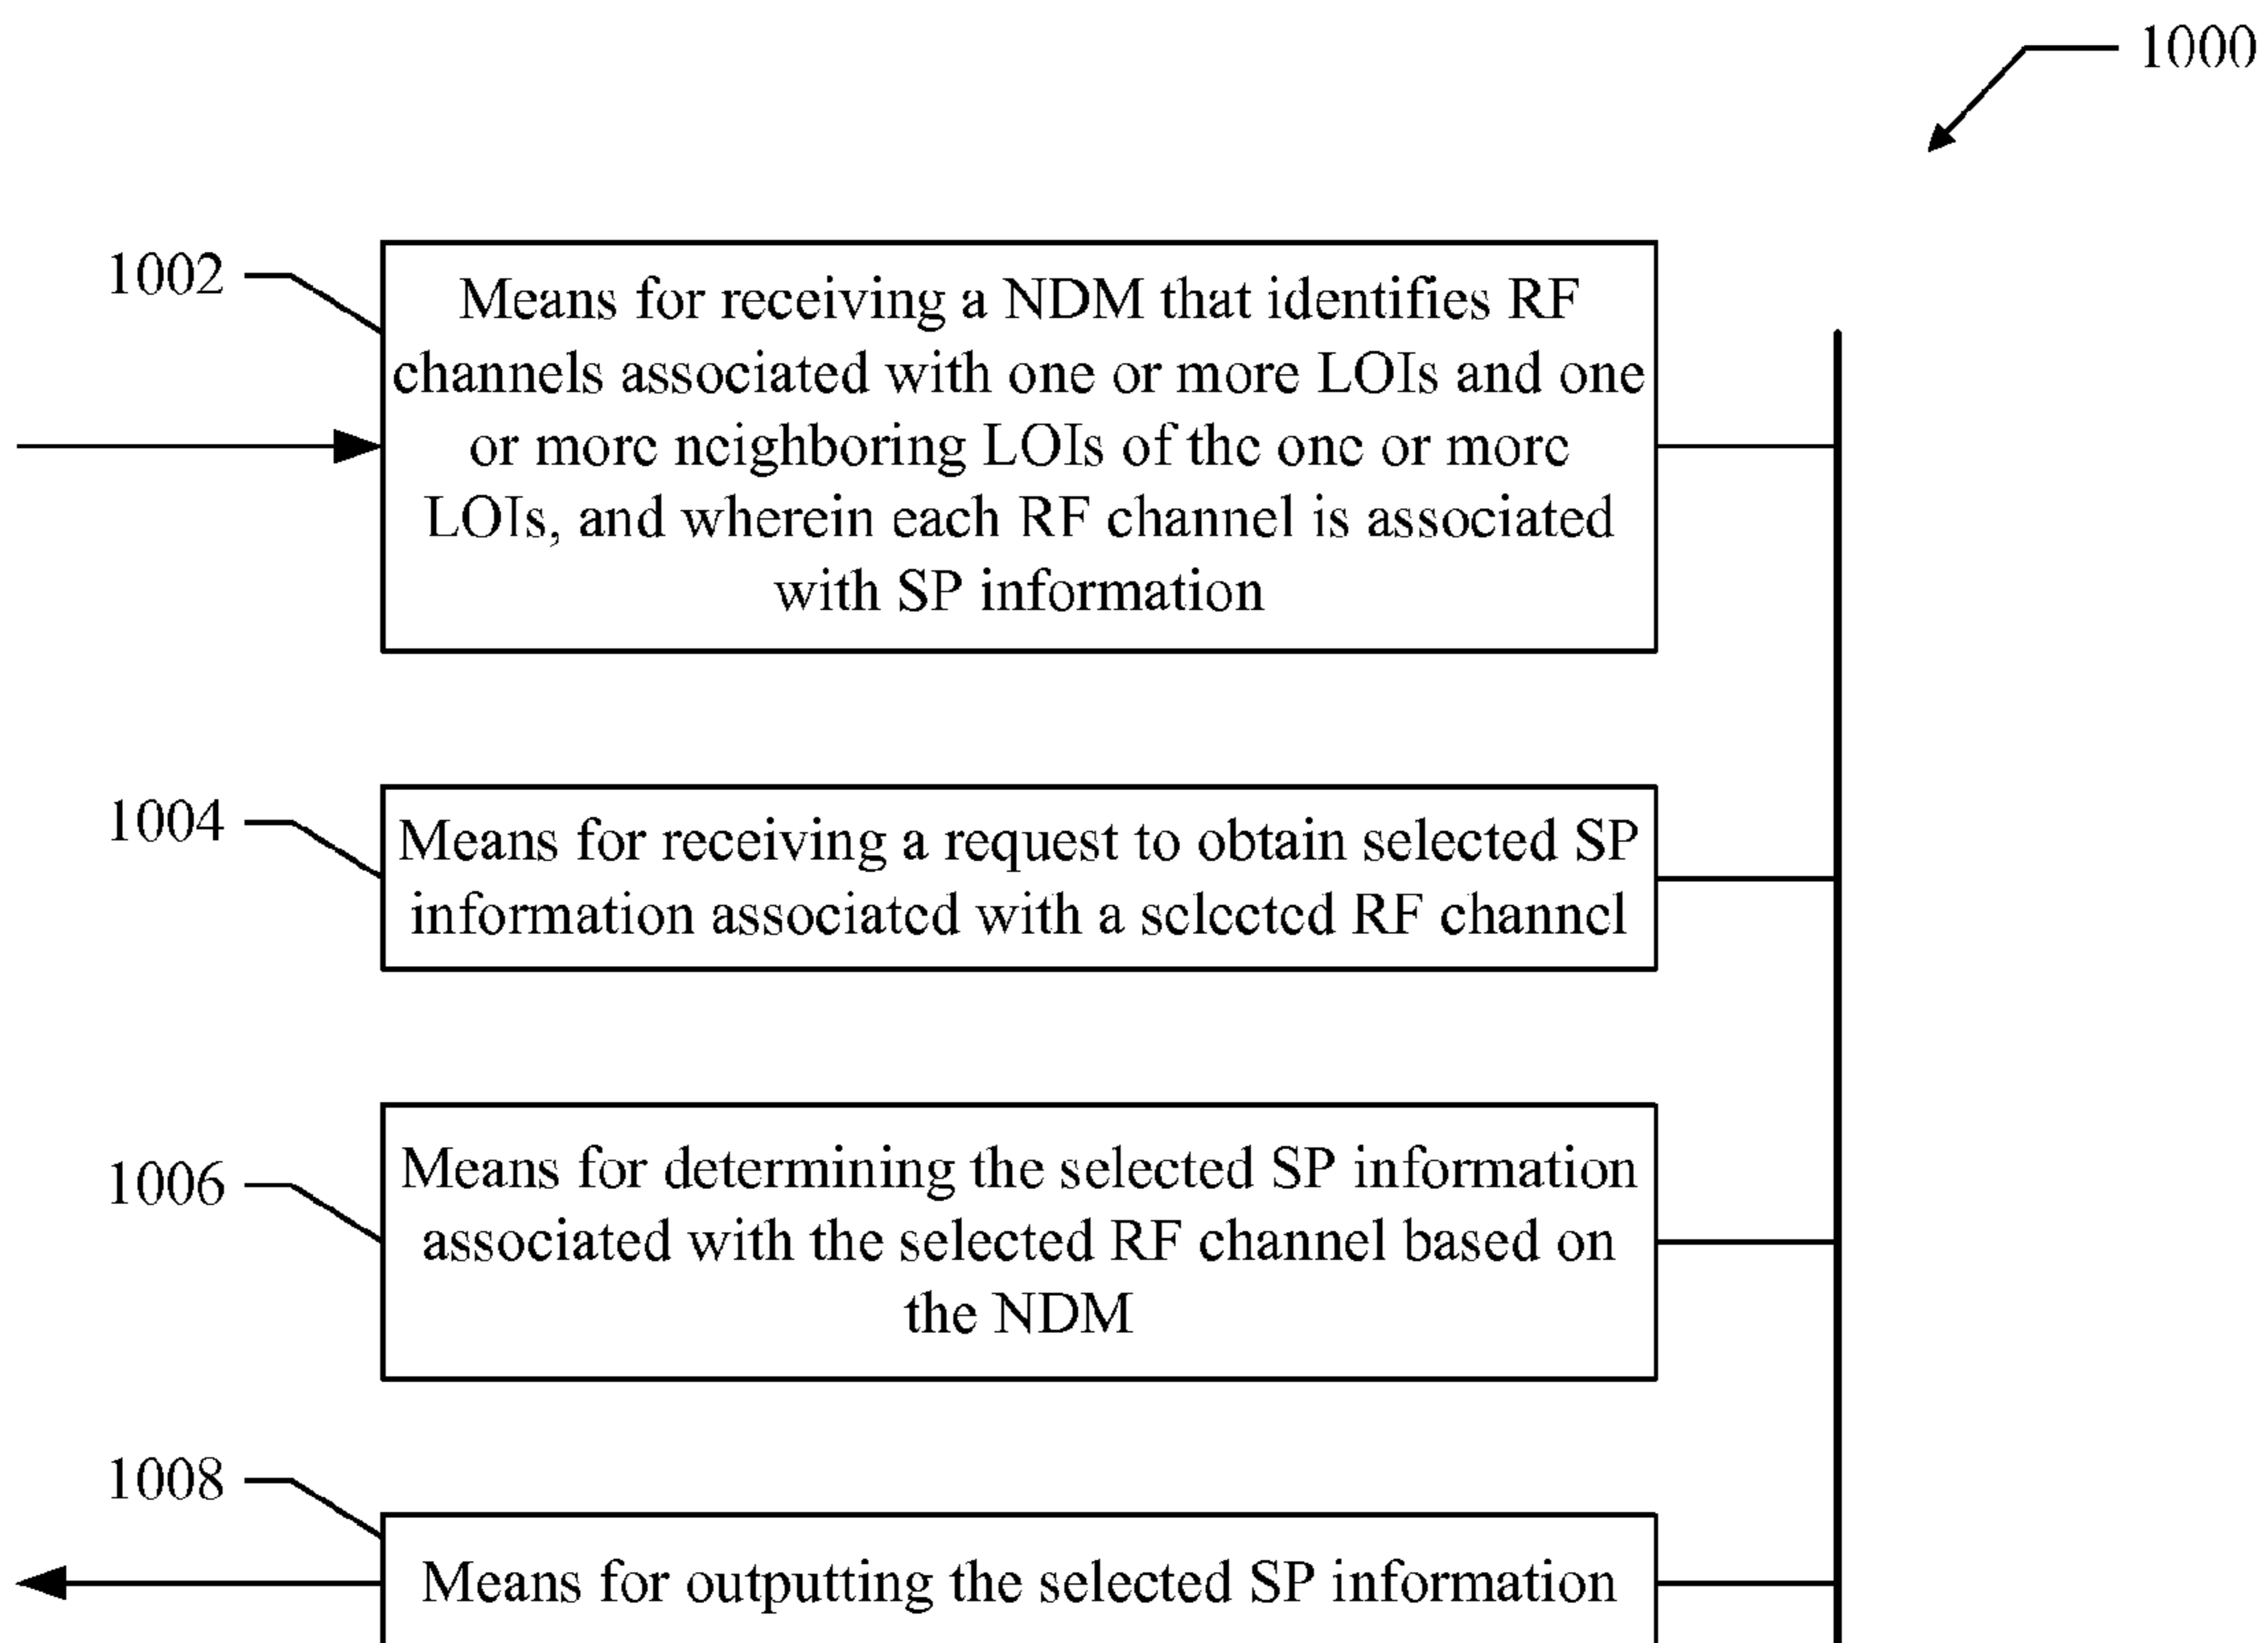 1000
1002
Means for receiving a NDM that identifies RF
channels associated with one or more LOIs and one
or more neighboring LOIs of the one or more
LOIs, and wherein each RF channel is associated
with SP information
1004
Means for receiving a request to obtain selected SP
information associated with a selected RF channel
1006
Means for determining the selected SP information
associated with the selected RF channel based on
the NDM
1008
Means for outputting the selected SP information